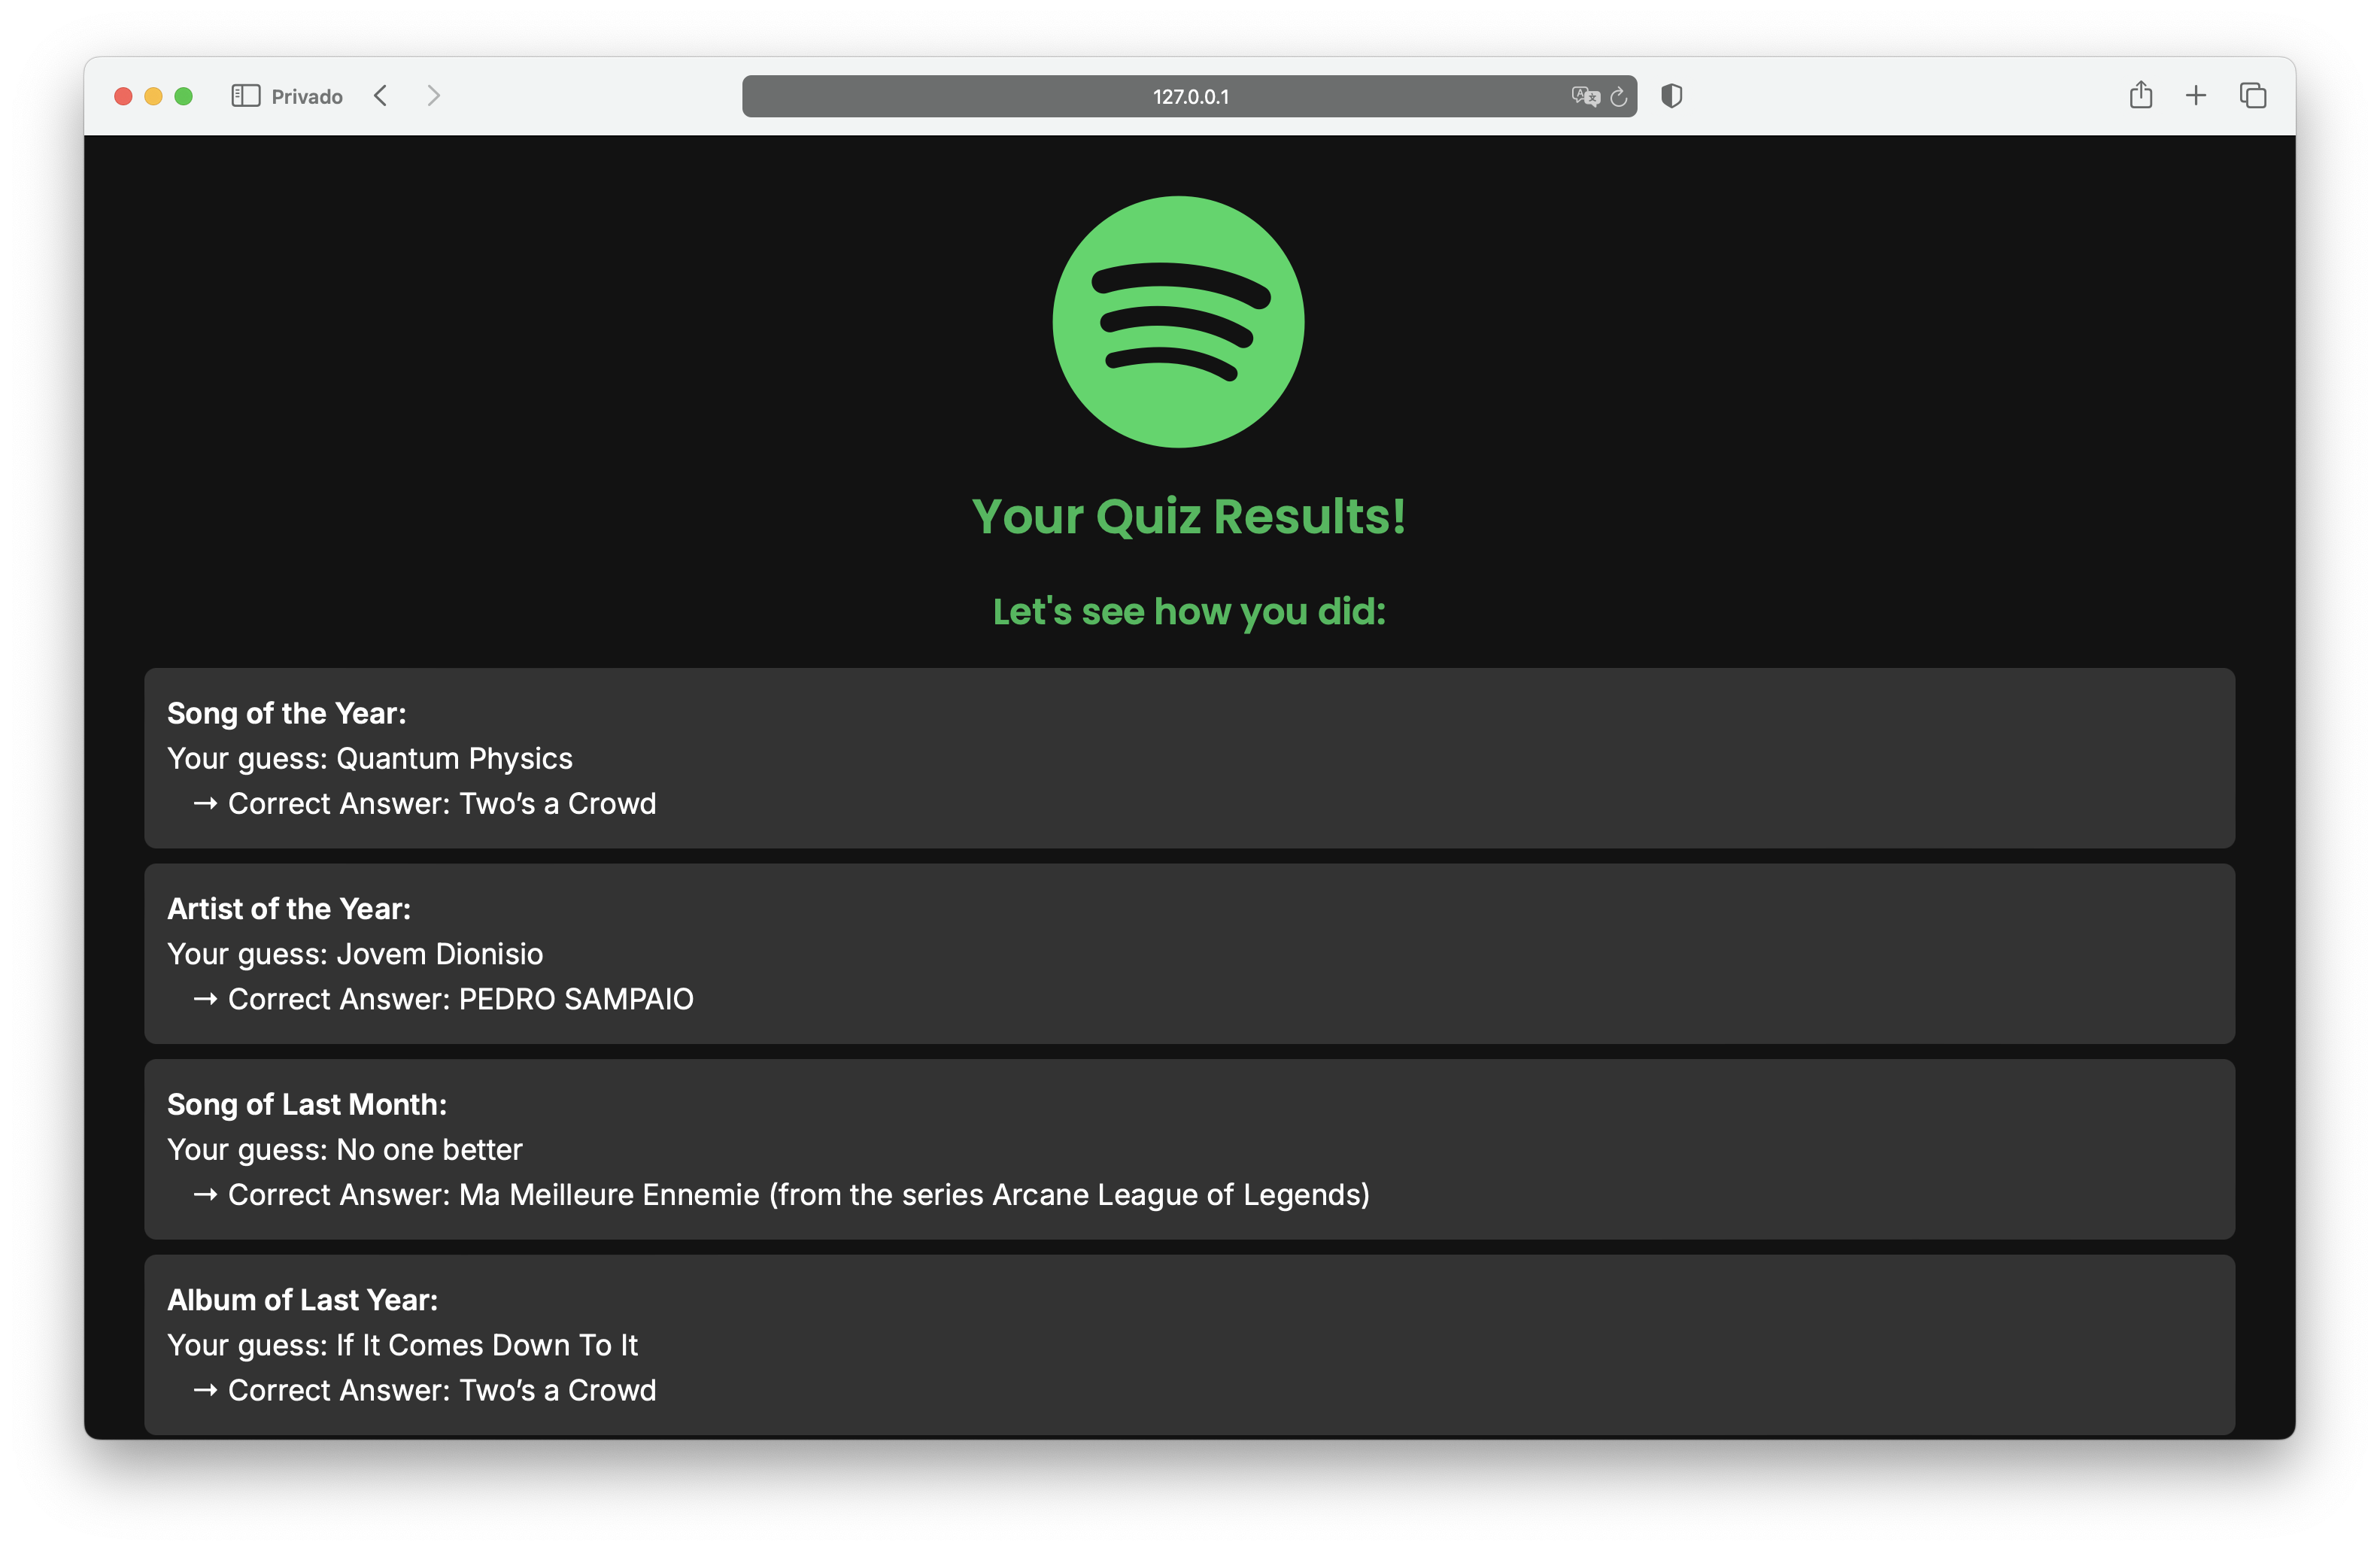 Privado
127.0.0.1
Your Quiz Results!
Let's see how you did:
Song of the Year:
Your guess: Quantum Physics
→ Correct Answer: Two’s a Crowd
Artist of the Year:
Your guess: Jovem Dionisio
→ Correct Answer: PEDRO SAMPAIO
Song of Last Month:
Your guess: No one better
→ Correct Answer: Ma Meilleure Ennemie (from the series Arcane League of Legends)
Album of Last Year:
Your guess: If It Comes Down To It
→ Correct Answer: Two’s a Crowd